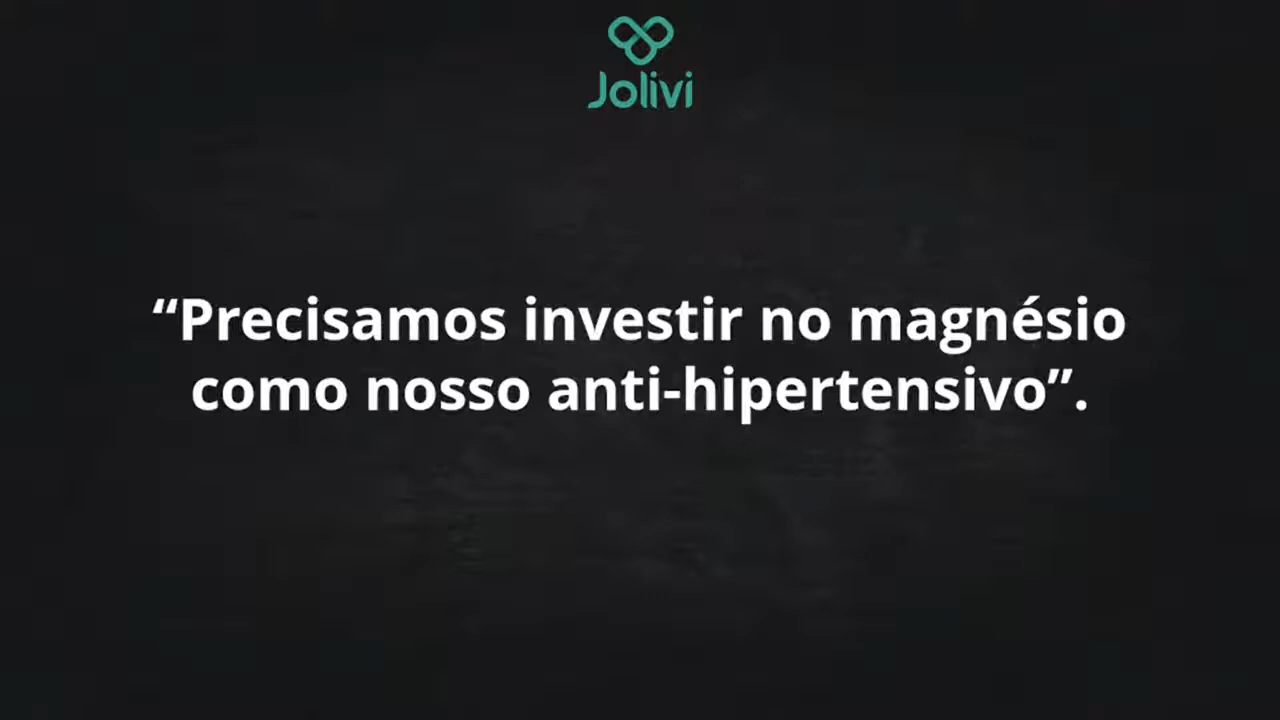 Jolivi
“Precisamos investir no magnésio
como nosso anti-hipertensivo”.